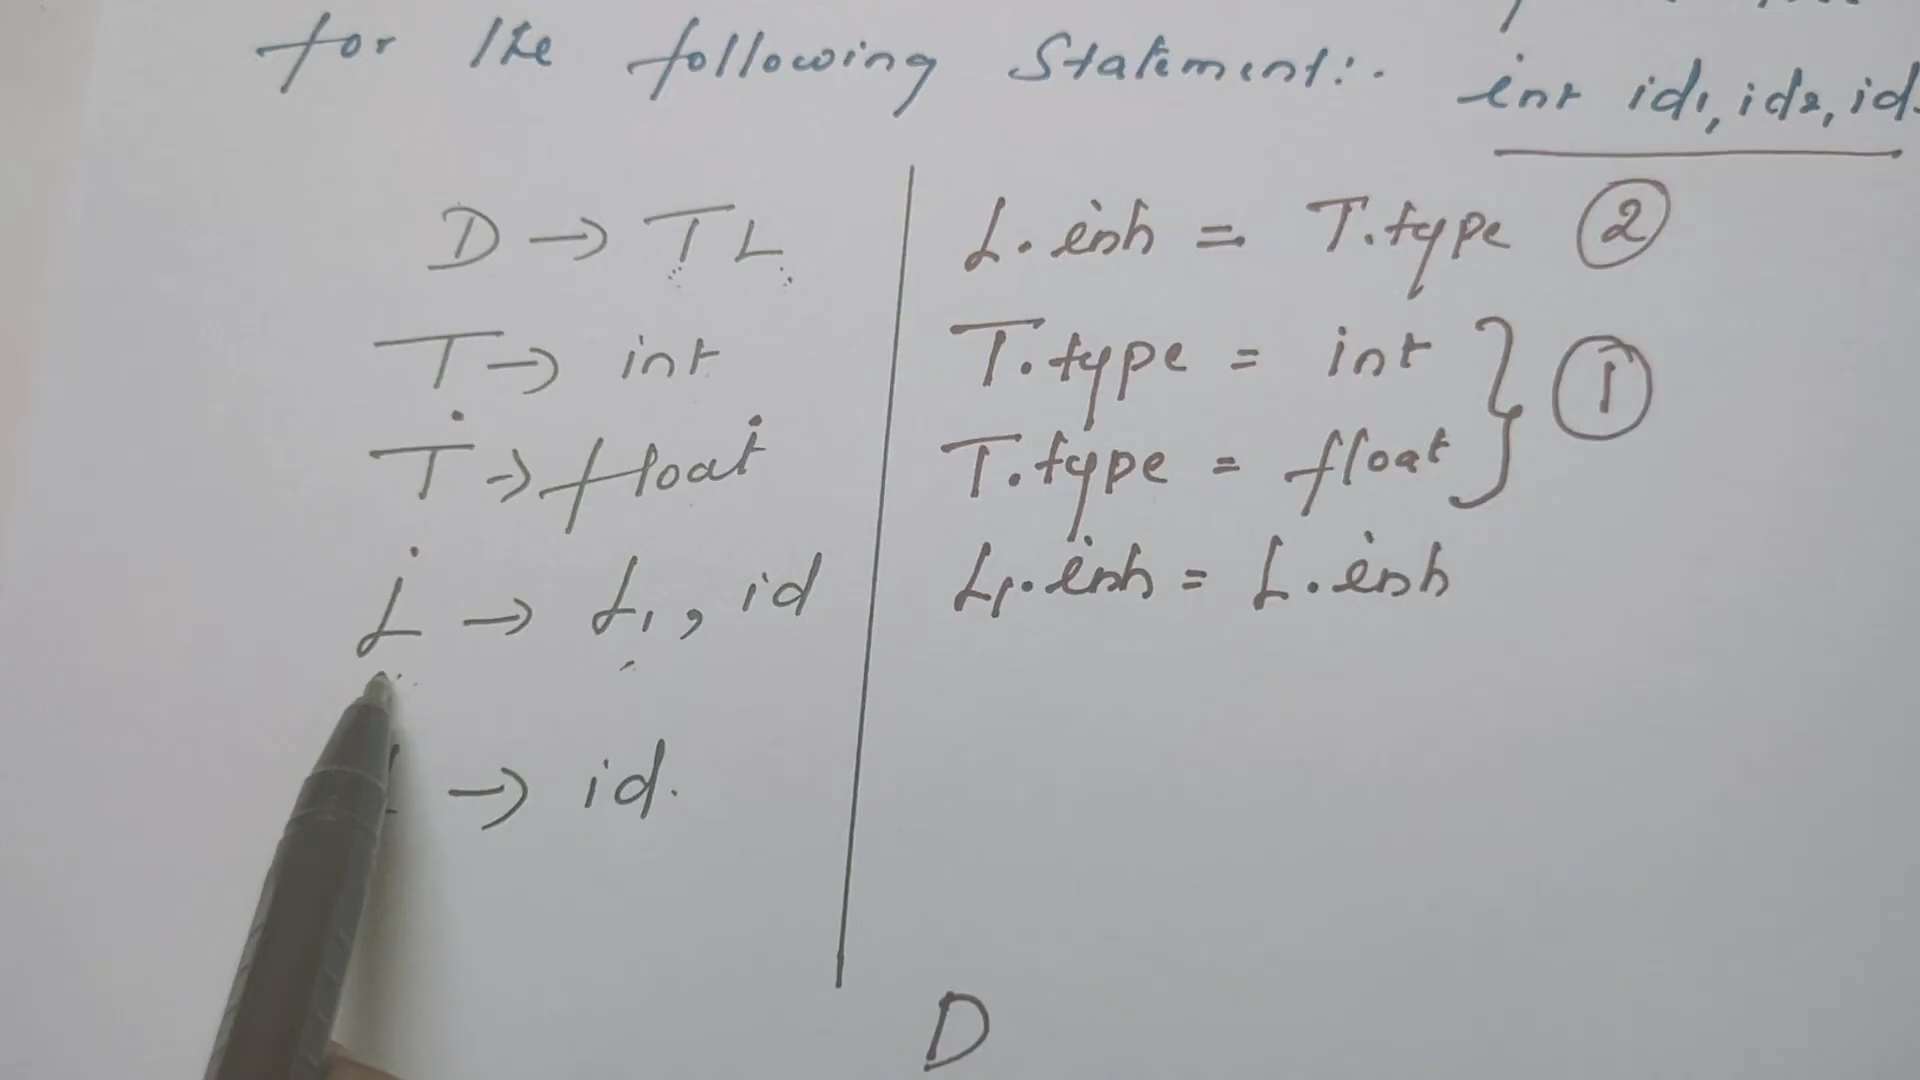 for the following Statement:.
int id1, id2, id
D → T L
L.inh = T.type ②
T → int
T.type = int
①
T → float
T.type = float
L → L1, id
L1.inh = L.inh
→ id.
D